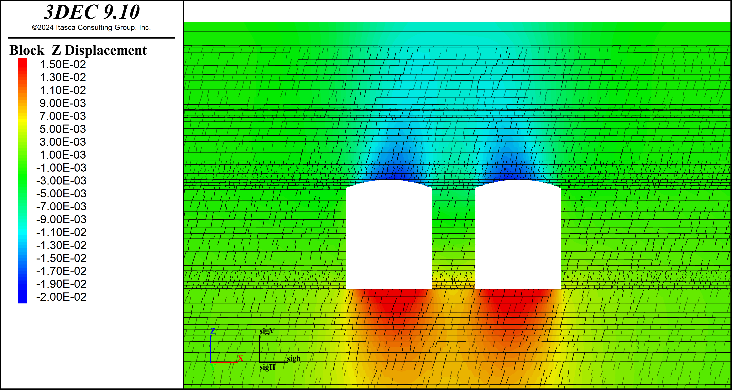 3DEC 9.10
©2024 Itasca Consulting Group, Inc.
Block Z Displacement
1.50E-02
1.30E-02
1.10E-02
9.00E-03
7.00E-03
5.00E-03
3.00E-03
1.00E-03
-1.00E-03
-3.00E-03
-5.00E-03
-7.00E-03
-9.00E-03
-1.10E-02
-1.30E-02
-1.50E-02
-1.70E-02
-1.90E-02
-2.00E-02
Z
X
sigV
sigh
sigH